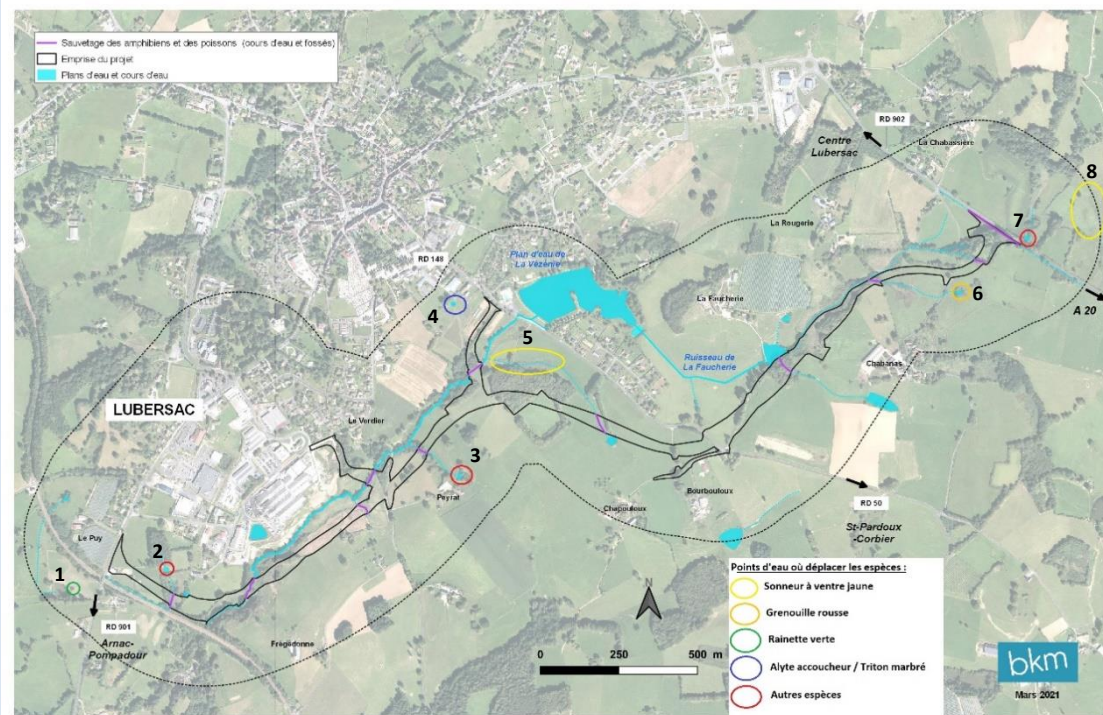 Sauvetage des amphibiens et des poissons (cours d'eau et fossés)
Emprise du projet
Plans d'eau et cours d'eau
RD 902
La Chabassière
Centre
Lubersac
8
7
La Rougerie
RD 148
Plan d'eau de
La Vézénie
4
La Faucherie
6
A 20
5
Ruisseau de
La Faucherie
Chabanas
LUBERSAC
Le Verdier
3
Peyrat
Bourbouloux
Chapouloux
RD 50
St-Pardoux
-Corbier
Le Puy
2
1
RD 901
Arnac-
Pompadour
Frégédonne
N
0 250 500 m
Points d'eau où déplacer les espèces :
Sonneur à ventre jaune
Grenouille rousse
Rainette verte
Alyte accoucheur / Triton marbré
Autres espèces
bkm
Mars 2021